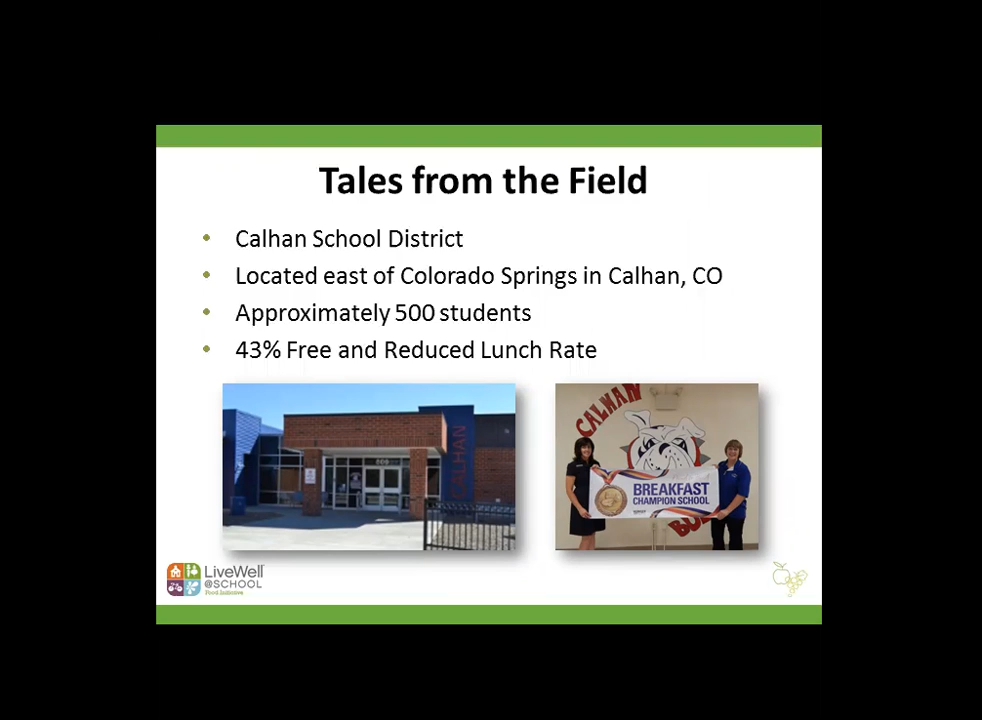 Tales from the Field
• Calhan School District
• Located east of Colorado Springs in Calhan, CO
• Approximately 500 students
• 43% Free and Reduced Lunch Rate
CALHAN
CALHAN
BREAKFAST
CHAMPION SCHOOL
LiveWell
@SCHOOL
Food Initiative